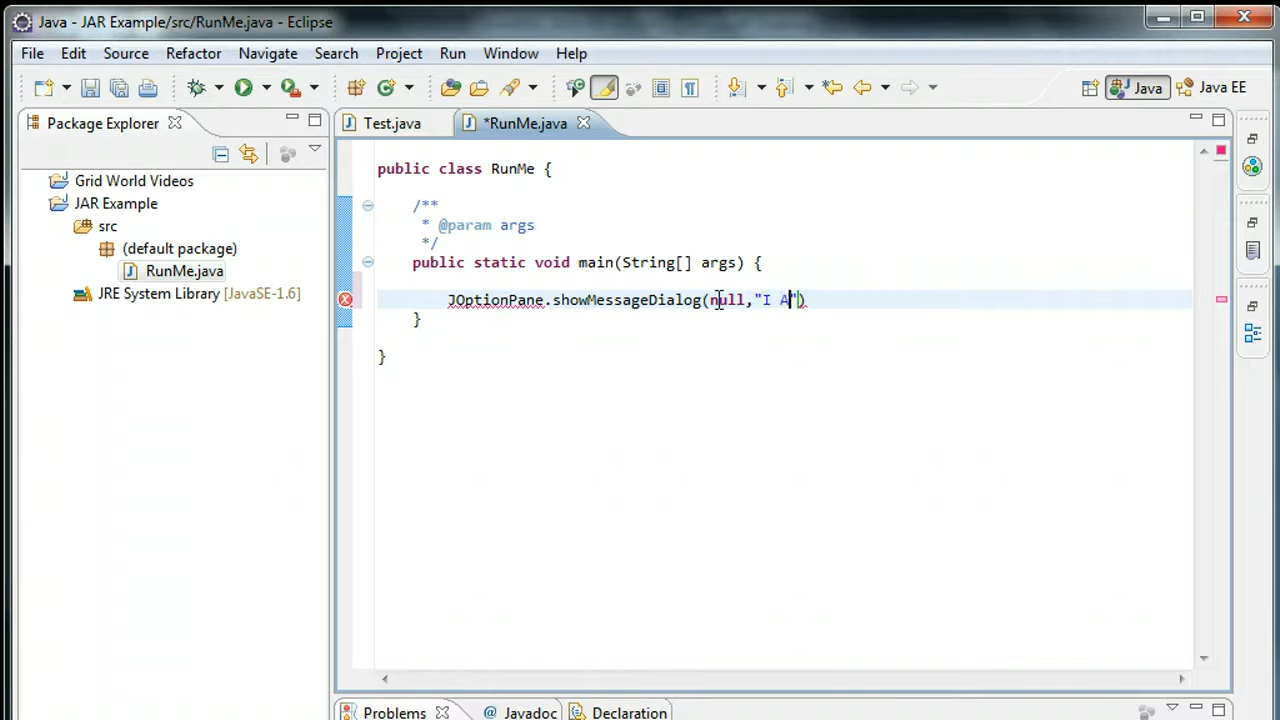 Java - JAR Example/src/RunMe.java - Eclipse
File Edit Source Refactor Navigate Search Project Run Window Help
Java Java EE
Package Explorer
Test.java *RunMe.java
Grid World Videos
JAR Example
src
(default package)
RunMe.java
JRE System Library [JavaSE-1.6]
public class RunMe {
/**
* @param args
*/
public static void main(String[] args) {
JOptionPane.showMessageDialog(null,"I A")
}
}
Problems @ Javadoc Declaration